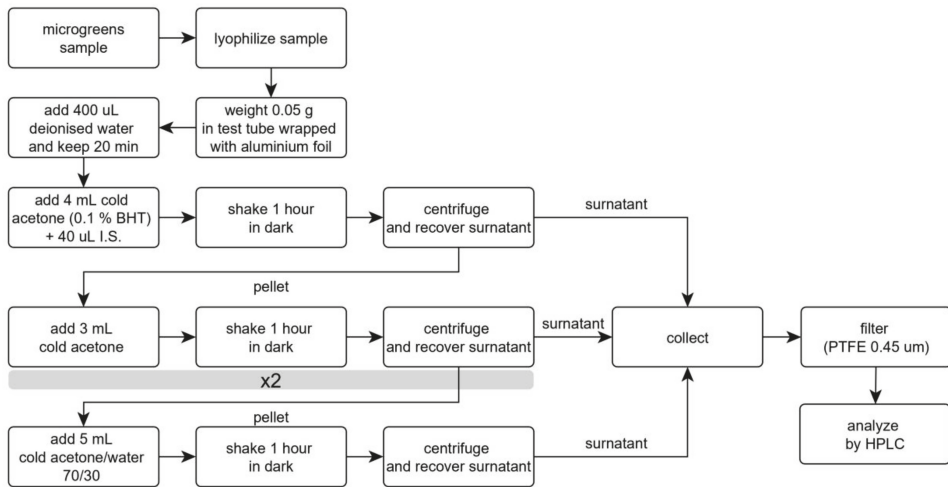 microgreens
sample
lyophilize sample
add 400 uL
deionised water
and keep 20 min
weight 0.05 g
in test tube wrapped
with aluminium foil
add 4 mL cold
acetone (0.1 % BHT)
+ 40 uL I.S.
shake 1 hour
in dark
centrifuge
and recover surnatant
surnatant
pellet
add 3 mL
cold acetone
shake 1 hour
in dark
centrifuge
and recover surnatant
surnatant
collect
filter
(PTFE 0.45 um)
x2
pellet
add 5 mL
cold acetone/water
70/30
shake 1 hour
in dark
centrifuge
and recover surnatant
surnatant
analyze
by HPLC